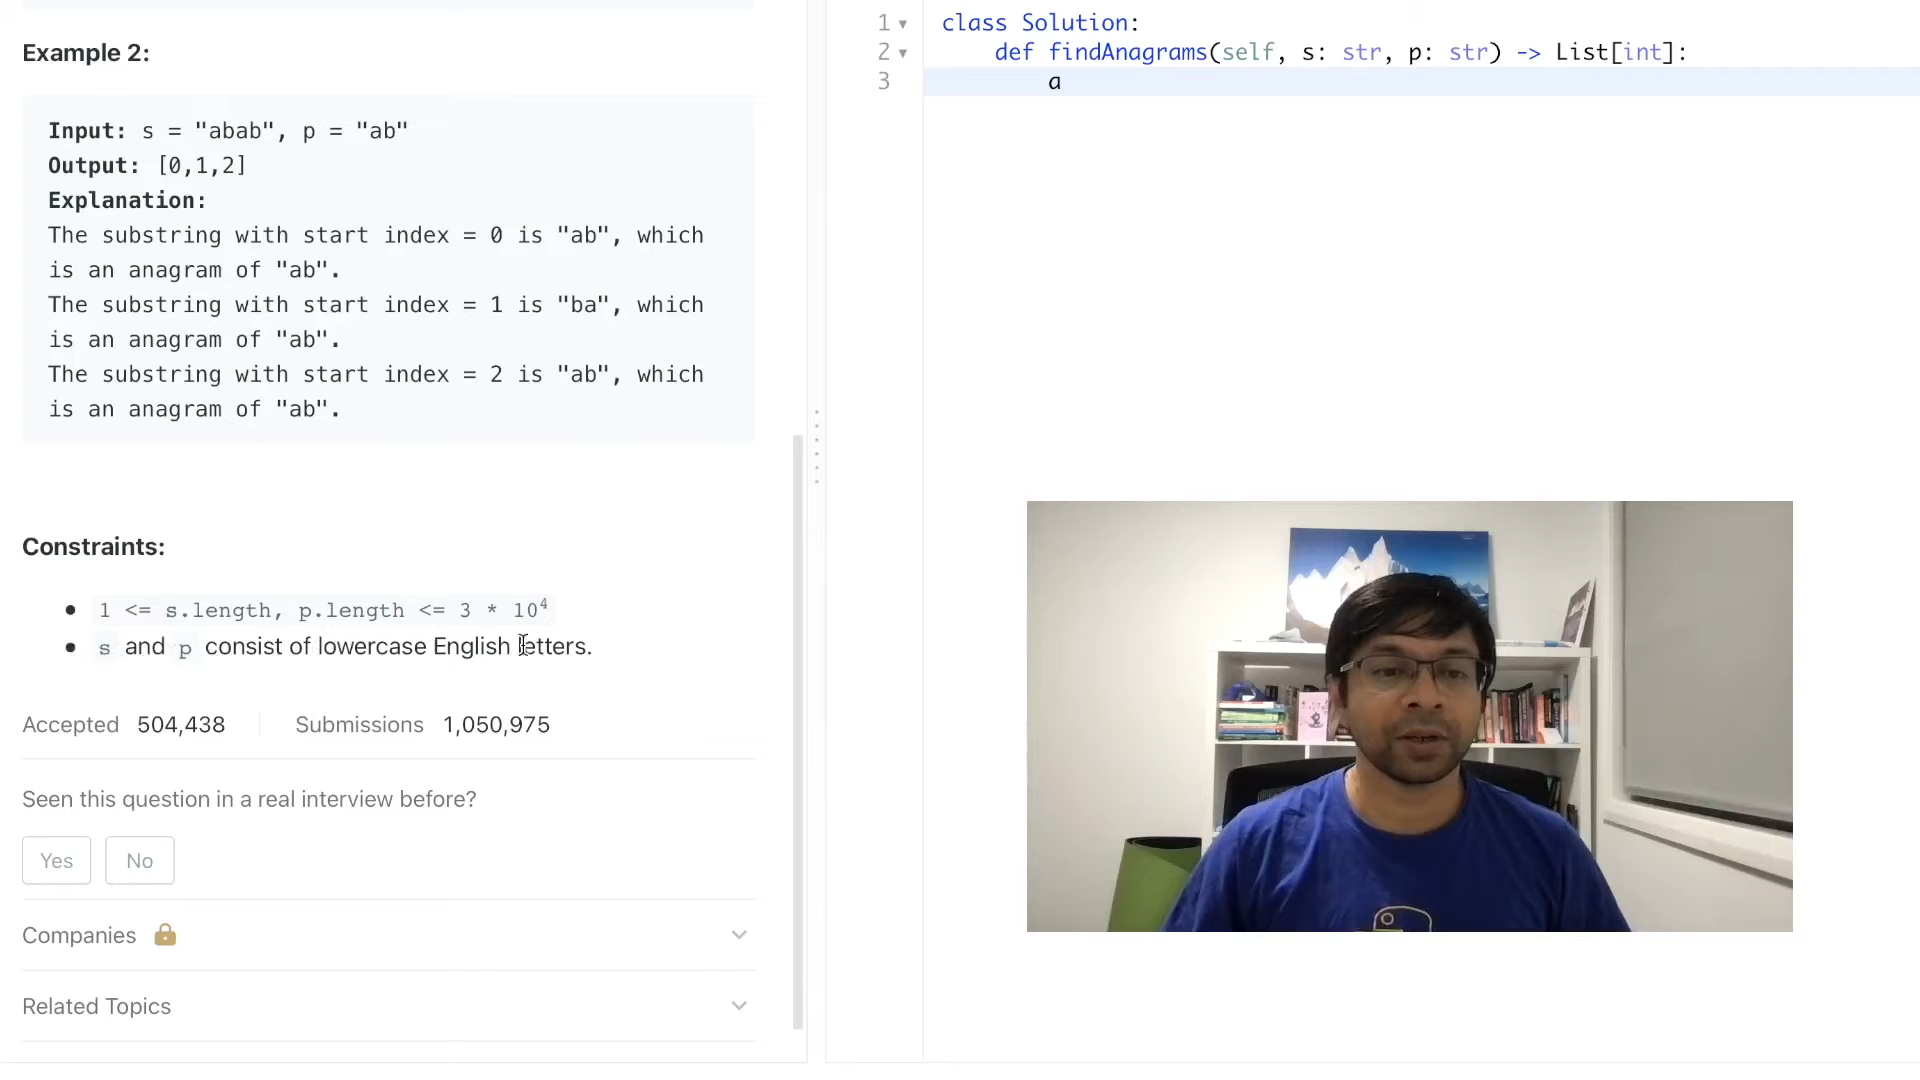 Example 2:
Input: s = "abab", p = "ab"
Output: [0,1,2]
Explanation:
The substring with start index = 0 is "ab", which
is an anagram of "ab".
The substring with start index = 1 is "ba", which
is an anagram of "ab".
The substring with start index = 2 is "ab", which
is an anagram of "ab".
Constraints:
1 <= s.length, p.length <= 3 * 10⁴
s and p consist of lowercase English letters.
Accepted 504,438 Submissions 1,050,975
Seen this question in a real interview before?
Yes No
Companies
Related Topics
1 class Solution:
2 def findAnagrams(self, s: str, p: str) -> List[int]:
3 a